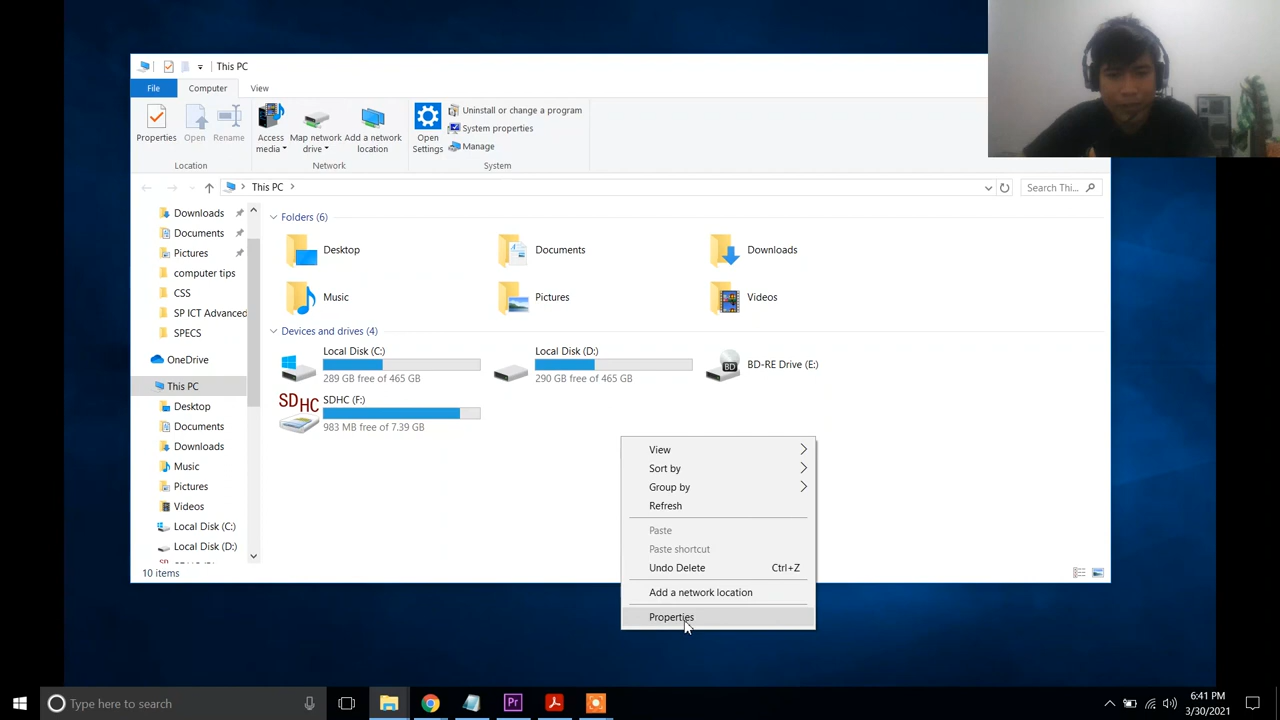 This PC
File Computer View
Properties Open Rename Access media Map network drive Add a network location Open Settings Uninstall or change a program
System properties
Manage
Location Network System
This PC
Search Thi...
Downloads
Documents
Pictures
computer tips
CSS
SP ICT Advanced
SPECS
OneDrive
This PC
Desktop
Documents
Downloads
Music
Pictures
Videos
Local Disk (C:)
Local Disk (D:)
Folders (6)
Desktop Documents Downloads
Music Pictures Videos
Devices and drives (4)
Local Disk (C:)
289 GB free of 465 GB
Local Disk (D:)
290 GB free of 465 GB
BD
BD-RE Drive (E:)
SDHC
SDHC (F:)
983 MB free of 7.39 GB
View
Sort by
Group by
Refresh
Paste
Paste shortcut
Undo Delete Ctrl+Z
Add a network location
Properties
10 items
Type here to search
Pr
6:41 PM
3/30/2021